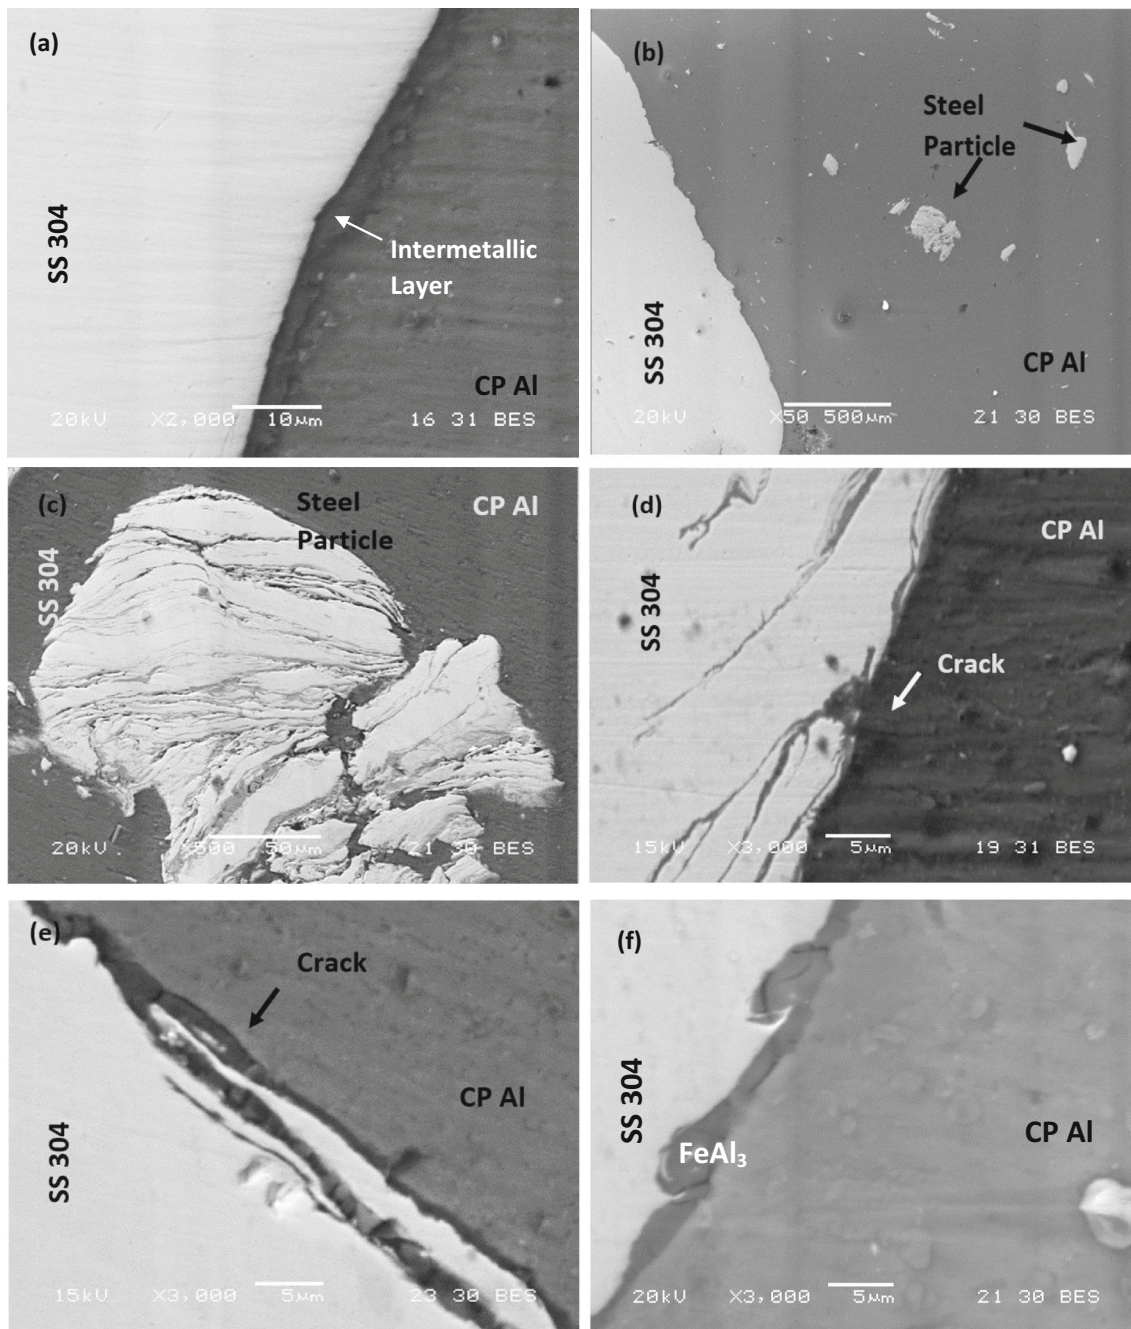 (a)
SS 304
Intermetallic
Layer
CP Al
20kV X2,000 10μm 16 31 BES
(b)
Steel
Particle
SS 304
CP Al
20kV X50 500μm 21 30 BES
(c)
Steel
Particle
CP Al
SS 304
20kV X500 50μm 21 30 BES
(d)
CP Al
SS 304
Crack
15kV X3,000 5μm 19 31 BES
(e)
Crack
CP Al
SS 304
15kV X3,000 5μm 23 30 BES
(f)
SS 304
FeAl₃
CP Al
20kV X3,000 5μm 21 30 BES